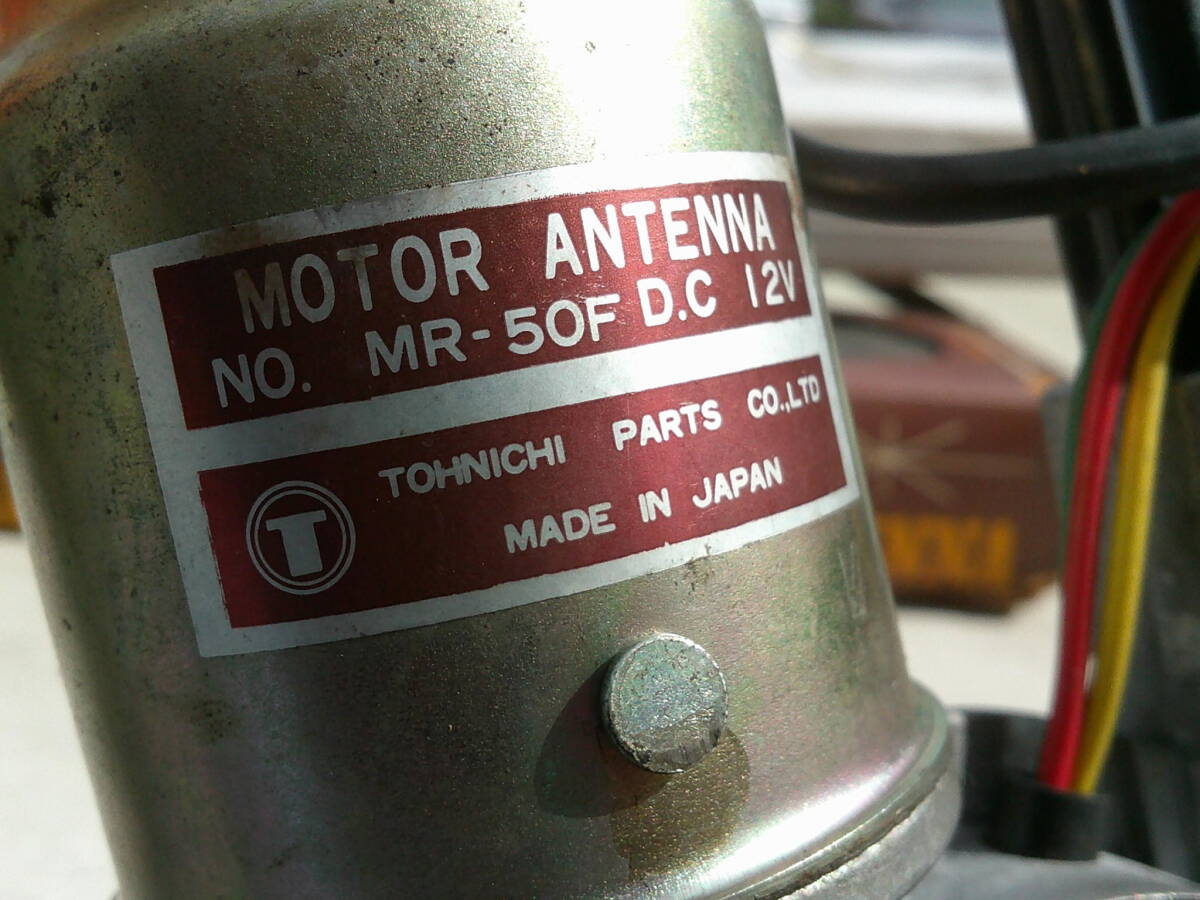 MOTOR ANTENNA
NO. MR-50F D.C 12V
T
TOHNICHI PARTS CO.,LTD
MADE IN JAPAN